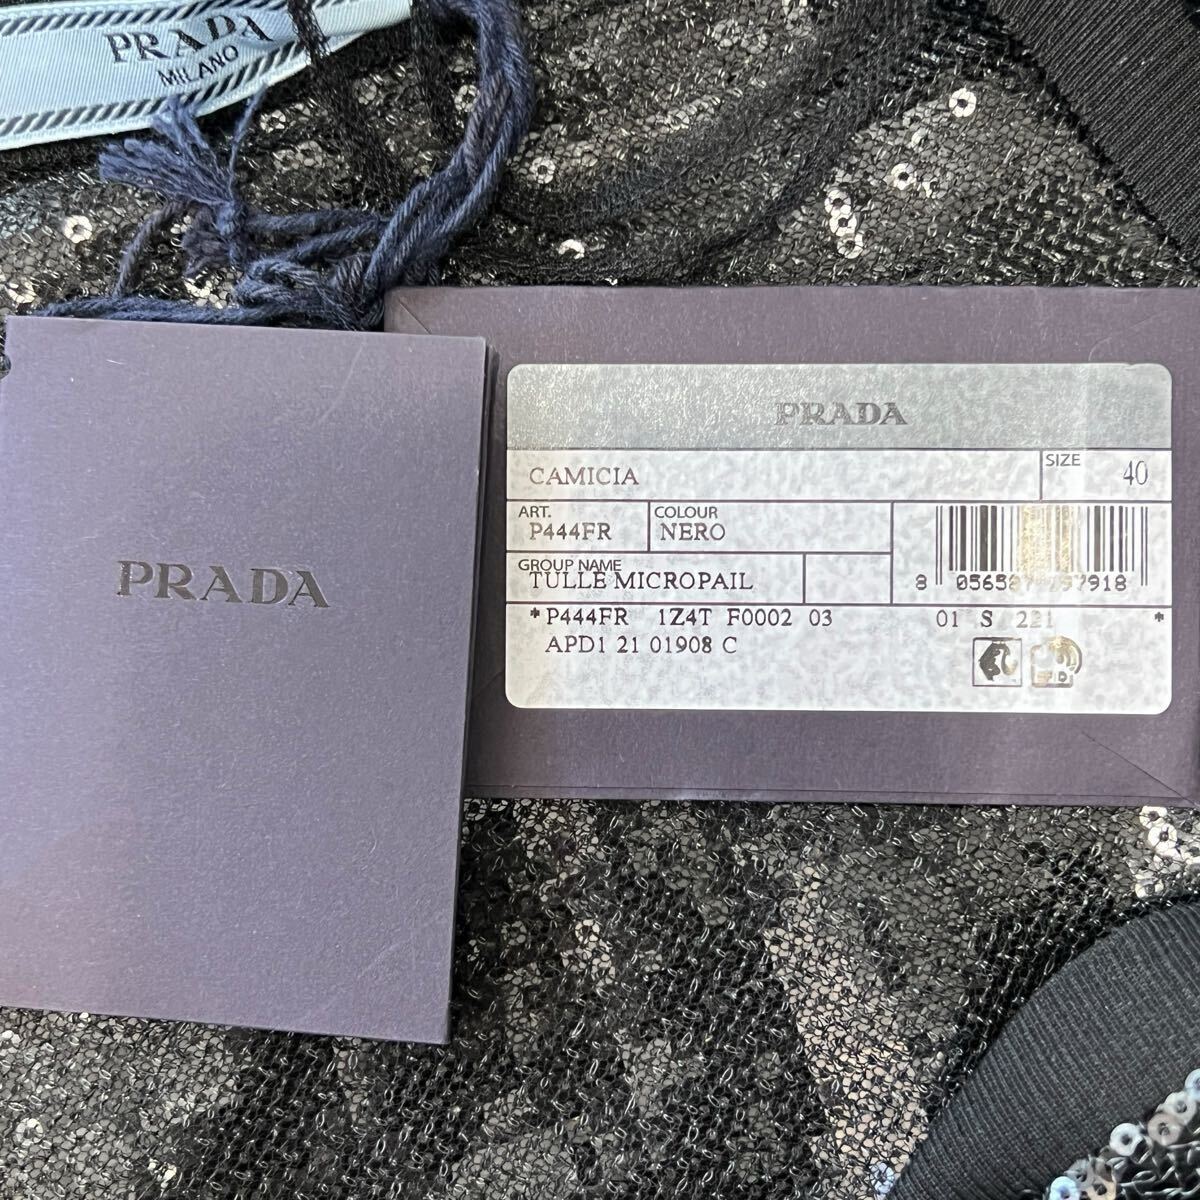 PRADA
MILANO
PRADA
PRADA
CAMICIA
SIZE 40
ART.
P444FR
COLOUR
NERO
GROUP NAME
TULLE MICROPAIL
*P444FR 1Z4T F0002 03 01 S 221 *
APD1 21 01908 C